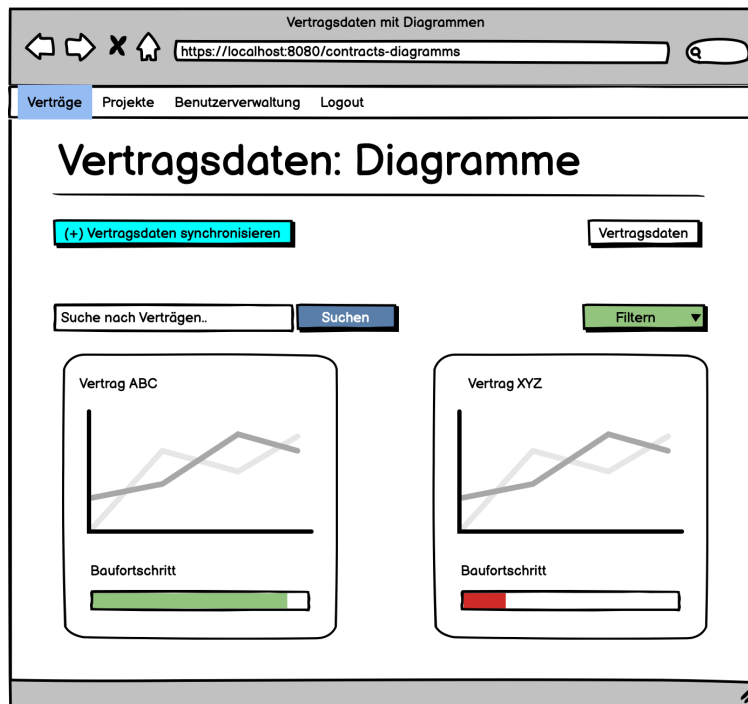 Vertragsdaten mit Diagrammen
https://localhost:8080/contracts-diagramms
Verträge Projekte Benutzerverwaltung Logout
Vertragsdaten: Diagramme
(+) Vertragsdaten synchronisieren Vertragsdaten
Suche nach Verträgen.. Suchen Filtern
Vertrag ABC Vertrag XYZ
Baufortschritt Baufortschritt